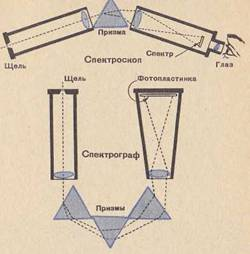 Призма
Спектр
Спектроскоп
Щель
Глаз
Щель
Фотопластинка
Спектрограф
Призмы